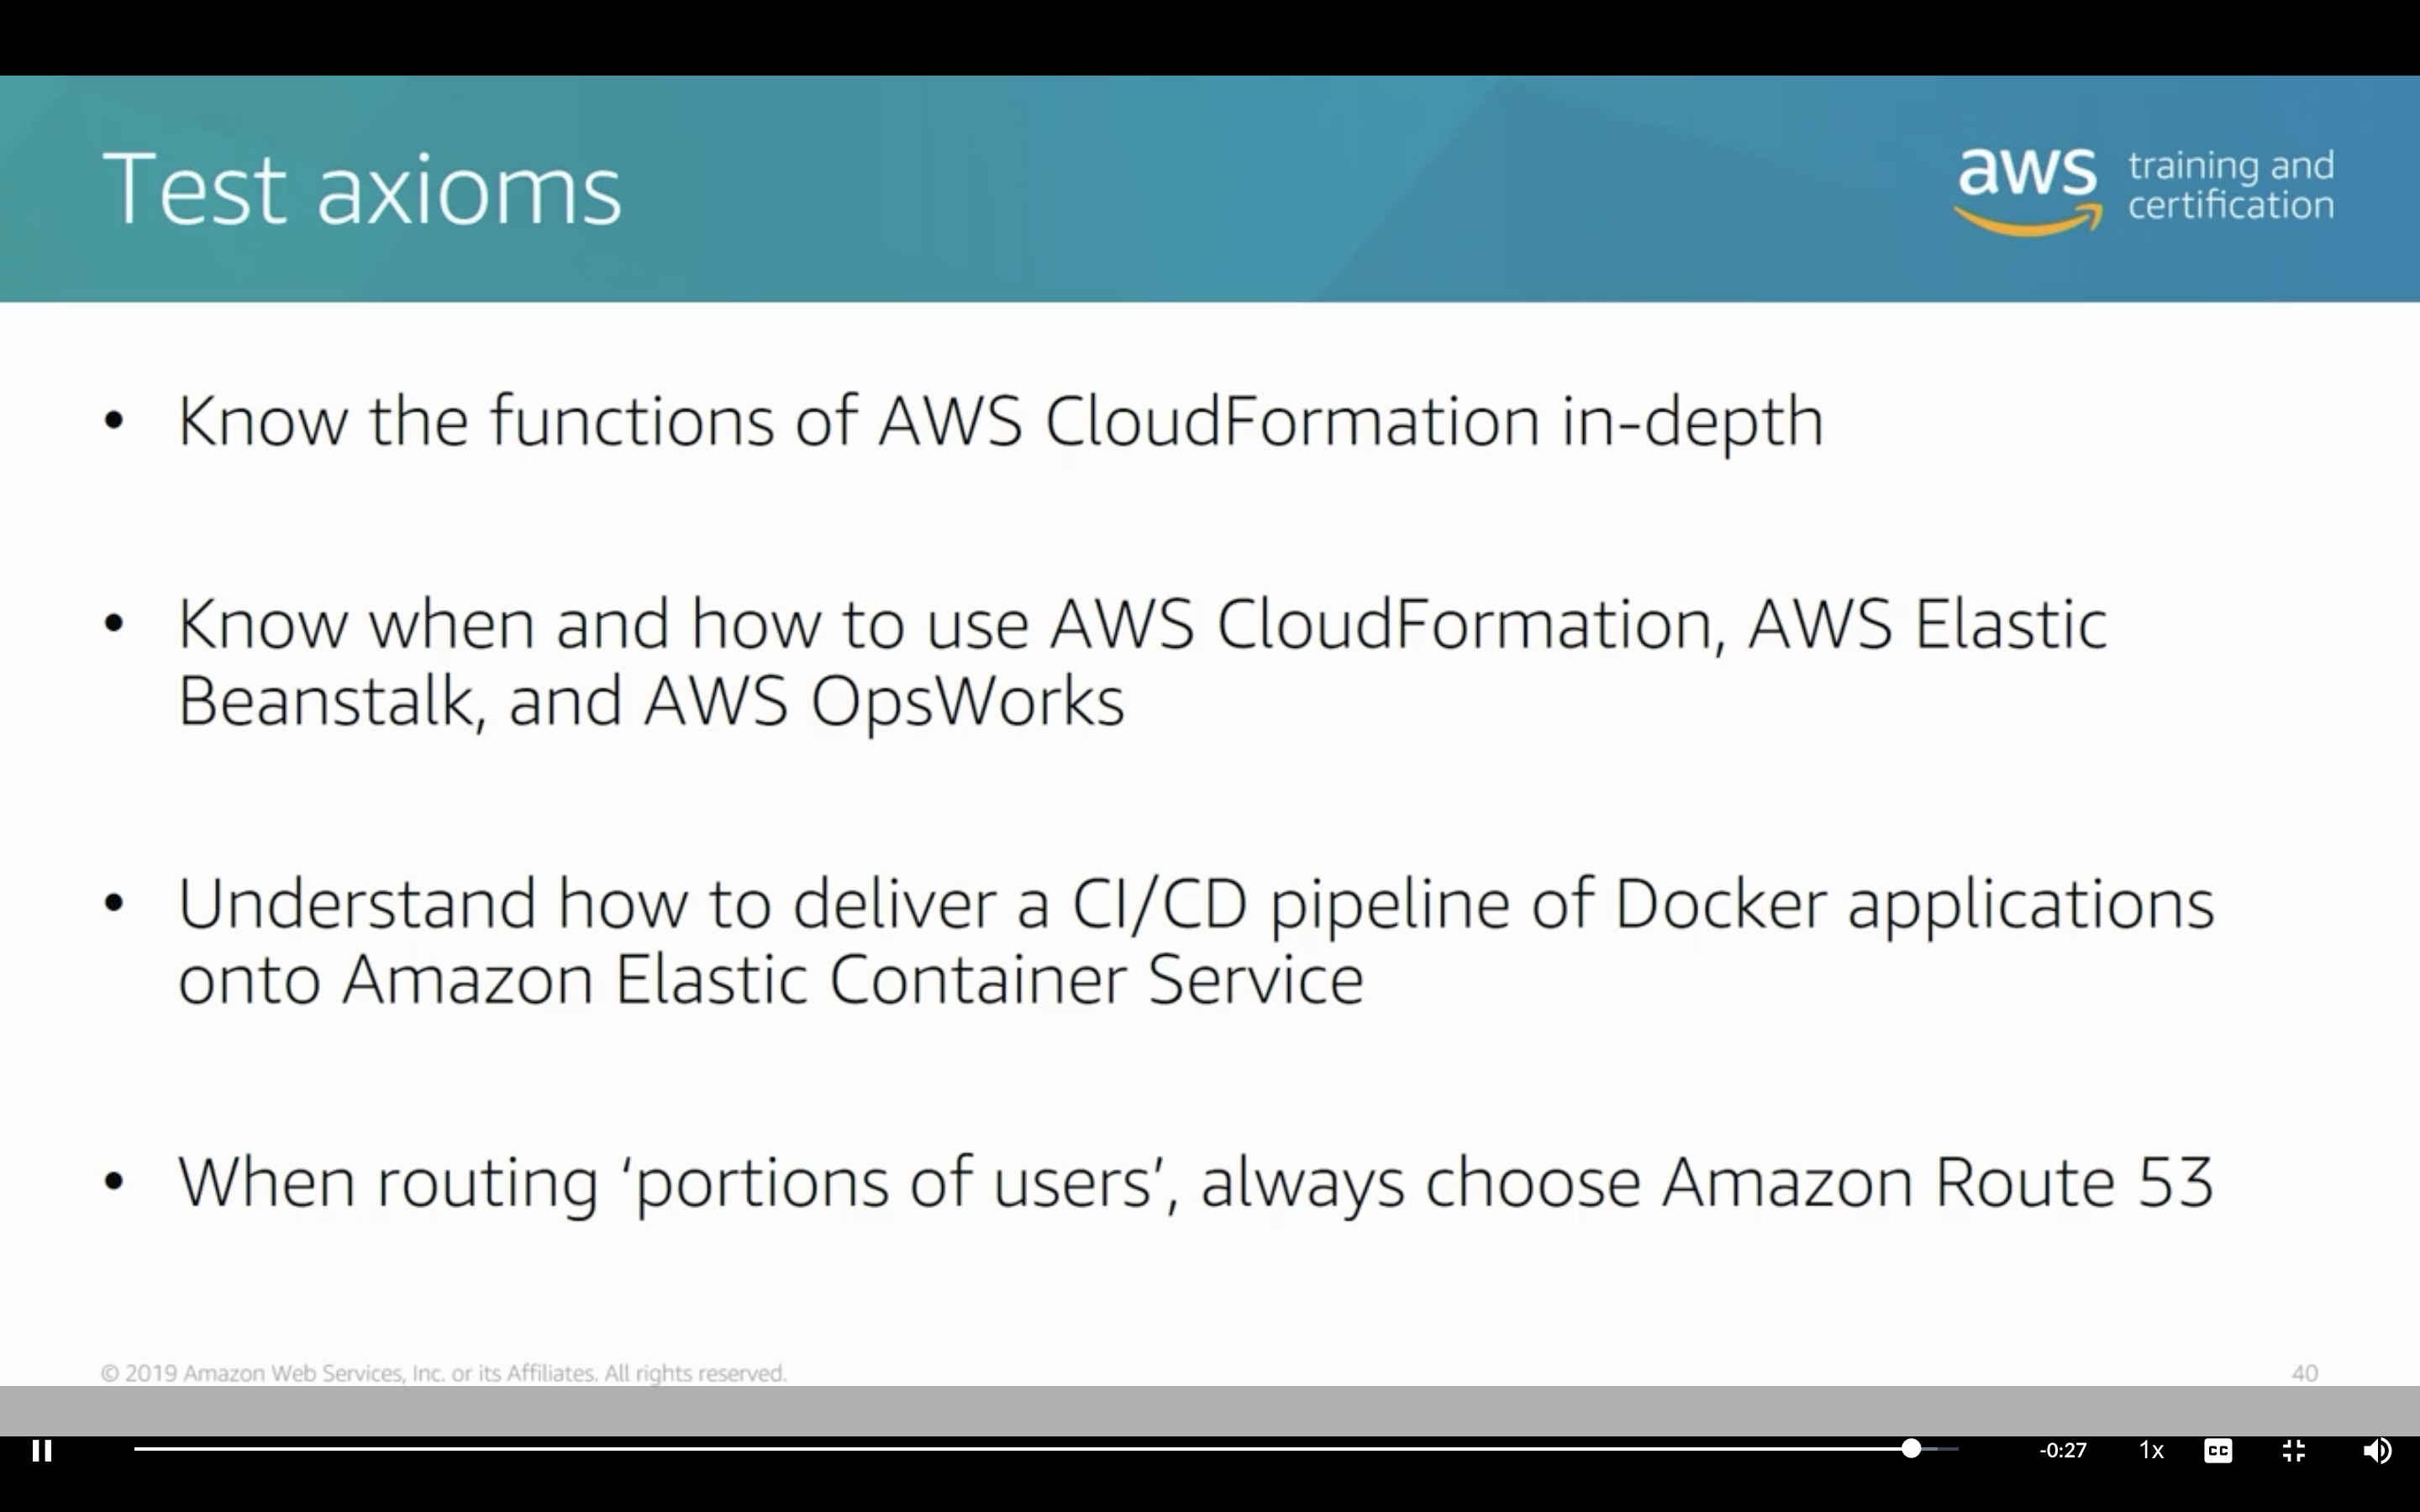 Test axioms
aws training and
certification
• Know the functions of AWS CloudFormation in-depth
• Know when and how to use AWS CloudFormation, AWS Elastic
Beanstalk, and AWS OpsWorks
• Understand how to deliver a CI/CD pipeline of Docker applications
onto Amazon Elastic Container Service
• When routing ‘portions of users’, always choose Amazon Route 53
© 2019 Amazon Web Services, Inc. or its Affiliates. All rights reserved.
40
-0:27
1x
CC